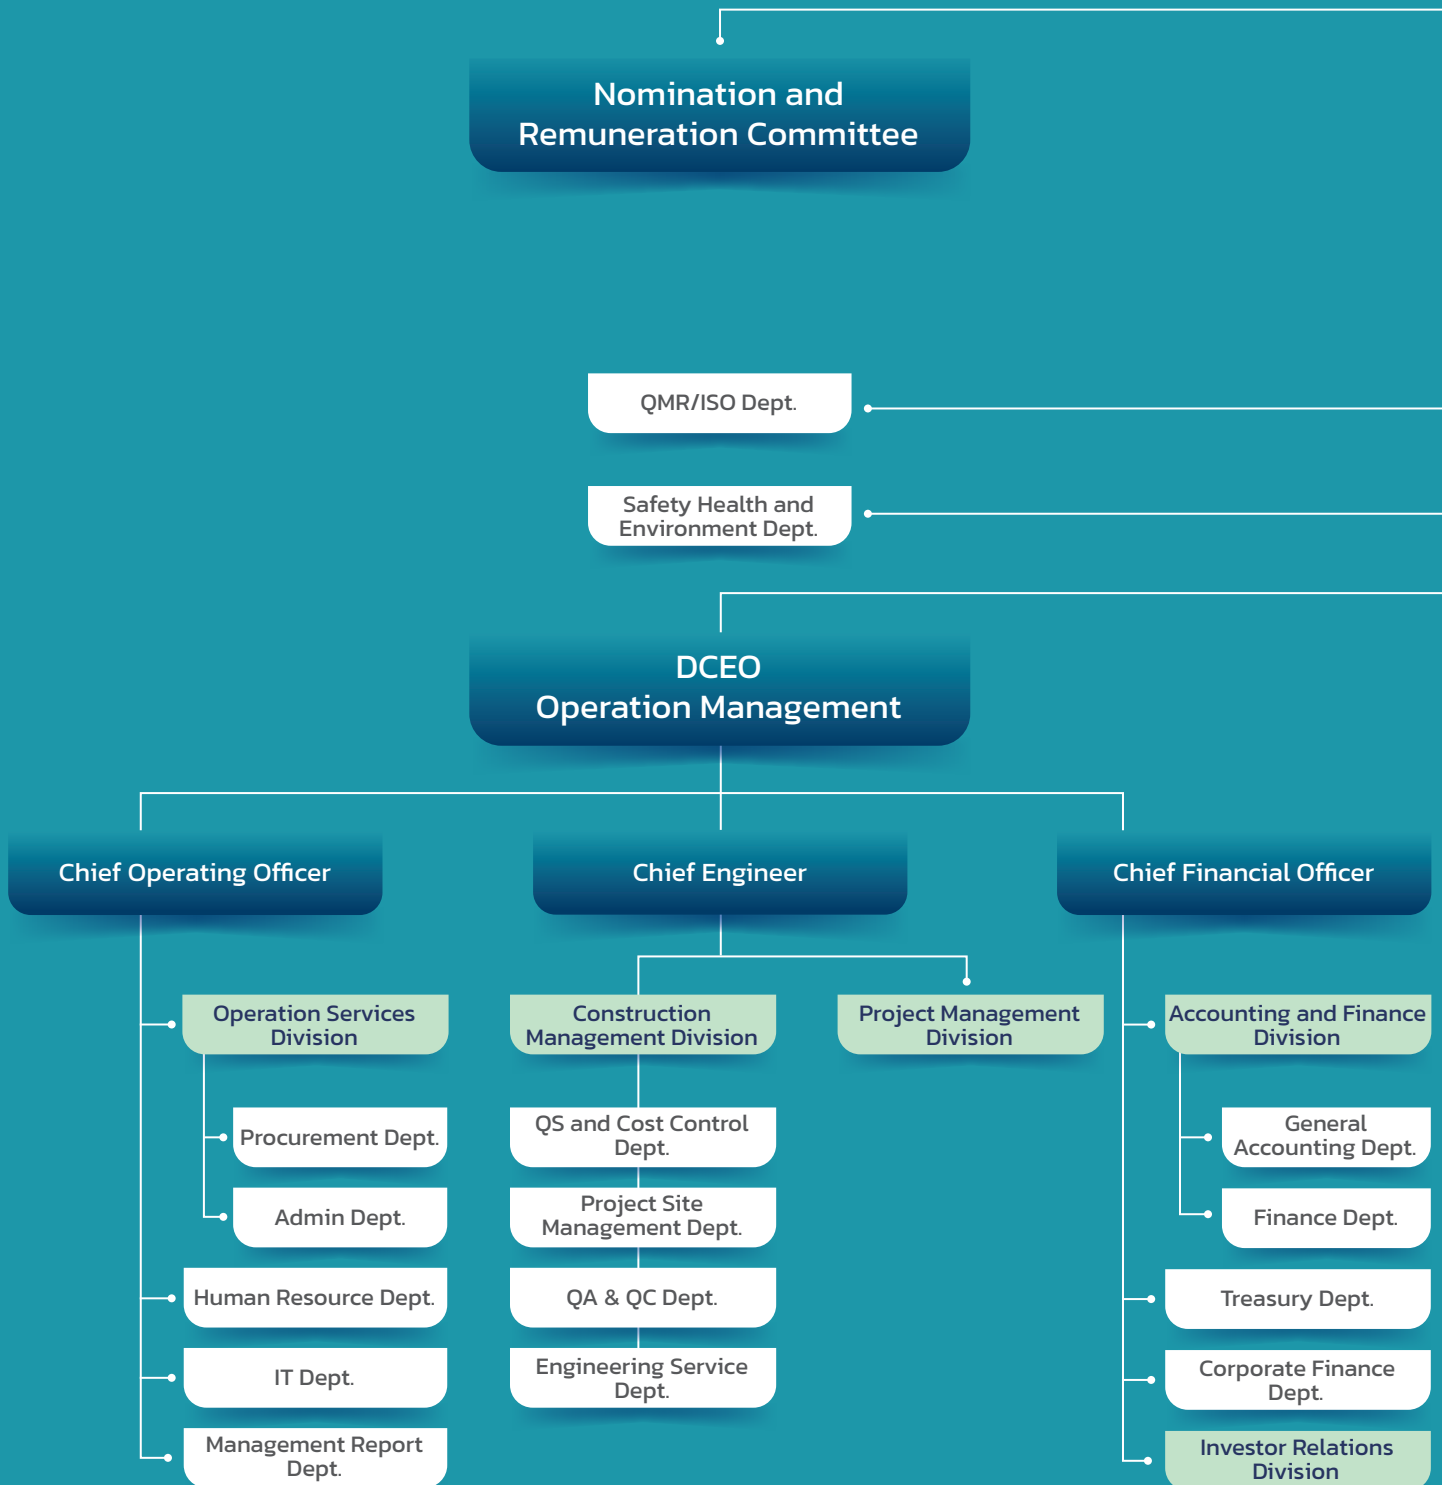 Nomination and
Remuneration Committee
QMR/ISO Dept.
Safety Health and
Environment Dept.
DCEO
Operation Management
Chief Operating Officer
Chief Engineer
Chief Financial Officer
Operation Services
Division
Construction
Management Division
Project Management
Division
Accounting and Finance
Division
Procurement Dept.
QS and Cost Control
Dept.
General
Accounting Dept.
Admin Dept.
Project Site
Management Dept.
Finance Dept.
Human Resource Dept.
QA & QC Dept.
Treasury Dept.
IT Dept.
Engineering Service
Dept.
Corporate Finance
Dept.
Management Report
Dept.
Investor Relations
Division